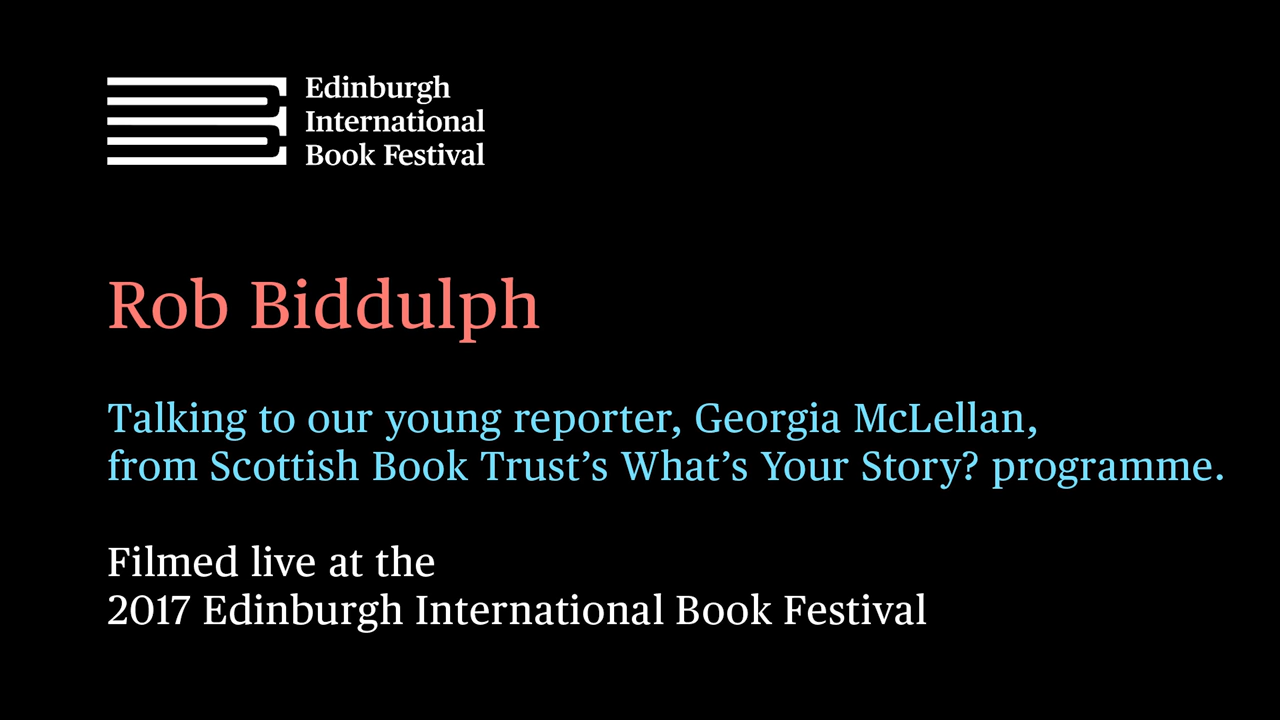 Edinburgh
International
Book Festival
Rob Biddulph
Talking to our young reporter, Georgia McLellan,
from Scottish Book Trust’s What’s Your Story? programme.
Filmed live at the
2017 Edinburgh International Book Festival